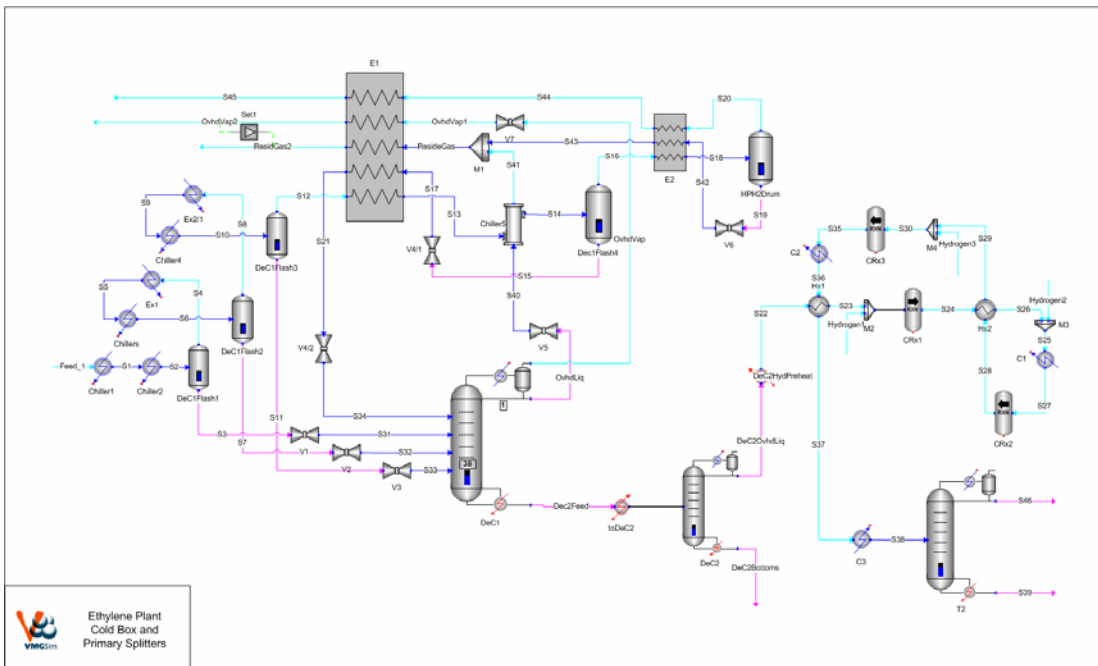 E1
S45
S44
S20
Set1
OvhdVap2
OvhdVap1
V7
ResideGas2
ResideGas
S43
S16
S18
M1
S41
E2
S42
HPH2Drum
S9
S8
Ex2/1
S12
S17
S13
S14
S19
S10
Chiller4
DeC1Flash3
S21
V4/1
Chiller5
Dec1Flash4
OvhdVap
V6
S15
S35
CRx3
S30
M4
S29
Hydrogen3
C2
S36
Hx1
S4
S5
Ex1
S6
Chillers
DeC1Flash2
S40
V5
S22
S23
Hydrogen1
M2
S24
CRx1
Hx2
S26
Hydrogen2
M3
S25
C1
S28
S27
CRx2
Feed_1
S1
S2
Chiller1
Chiller2
DeC1Flash1
V4/2
OvhdLiq
DeC2HydPreheat
S3
S7
S11
S34
S31
V1
S32
V2
S33
V3
1
38
DeC1
DeC2OvhdLiq
S37
Dec2Feed
toDeC2
DeC2
DeC2Bottoms
C3
S38
S46
S39
T2
VMGSim
Ethylene Plant
Cold Box and
Primary Splitters